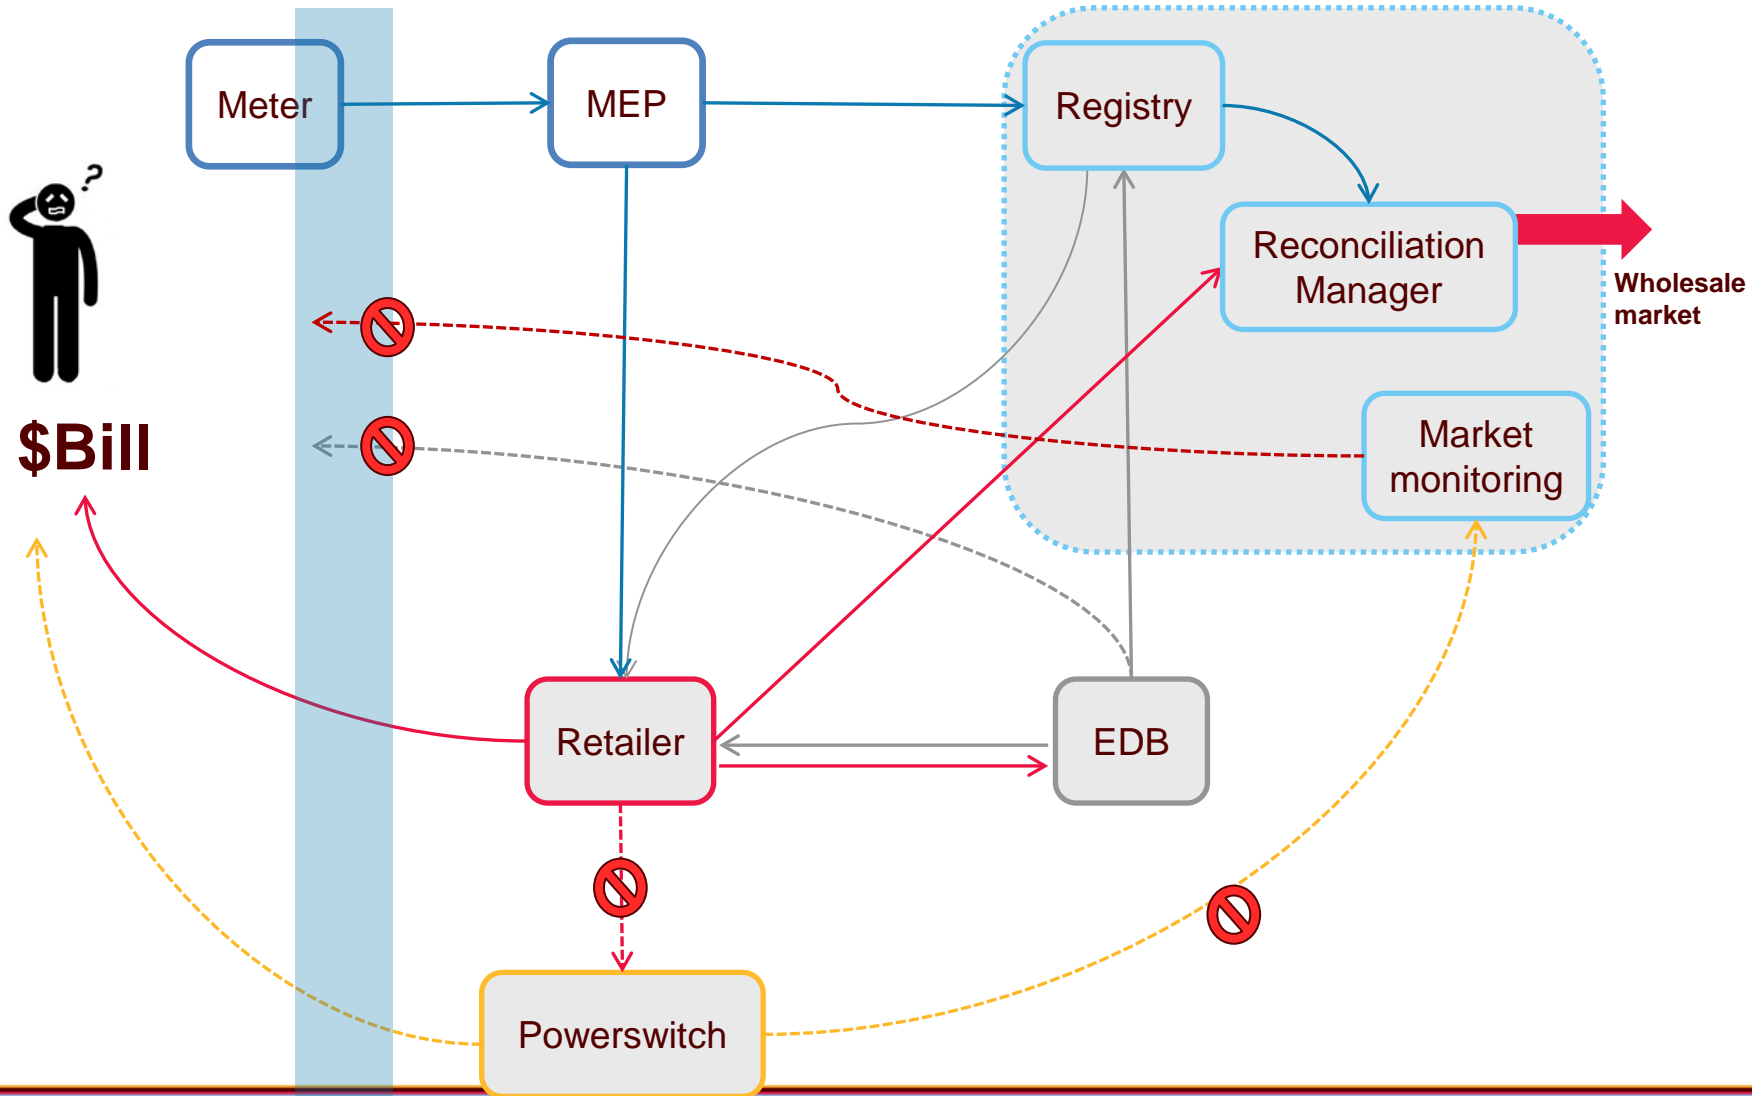 Meter
MEP
Registry
?
Reconciliation
Manager
Wholesale
market
$Bill
Market
monitoring
Retailer
EDB
Powerswitch